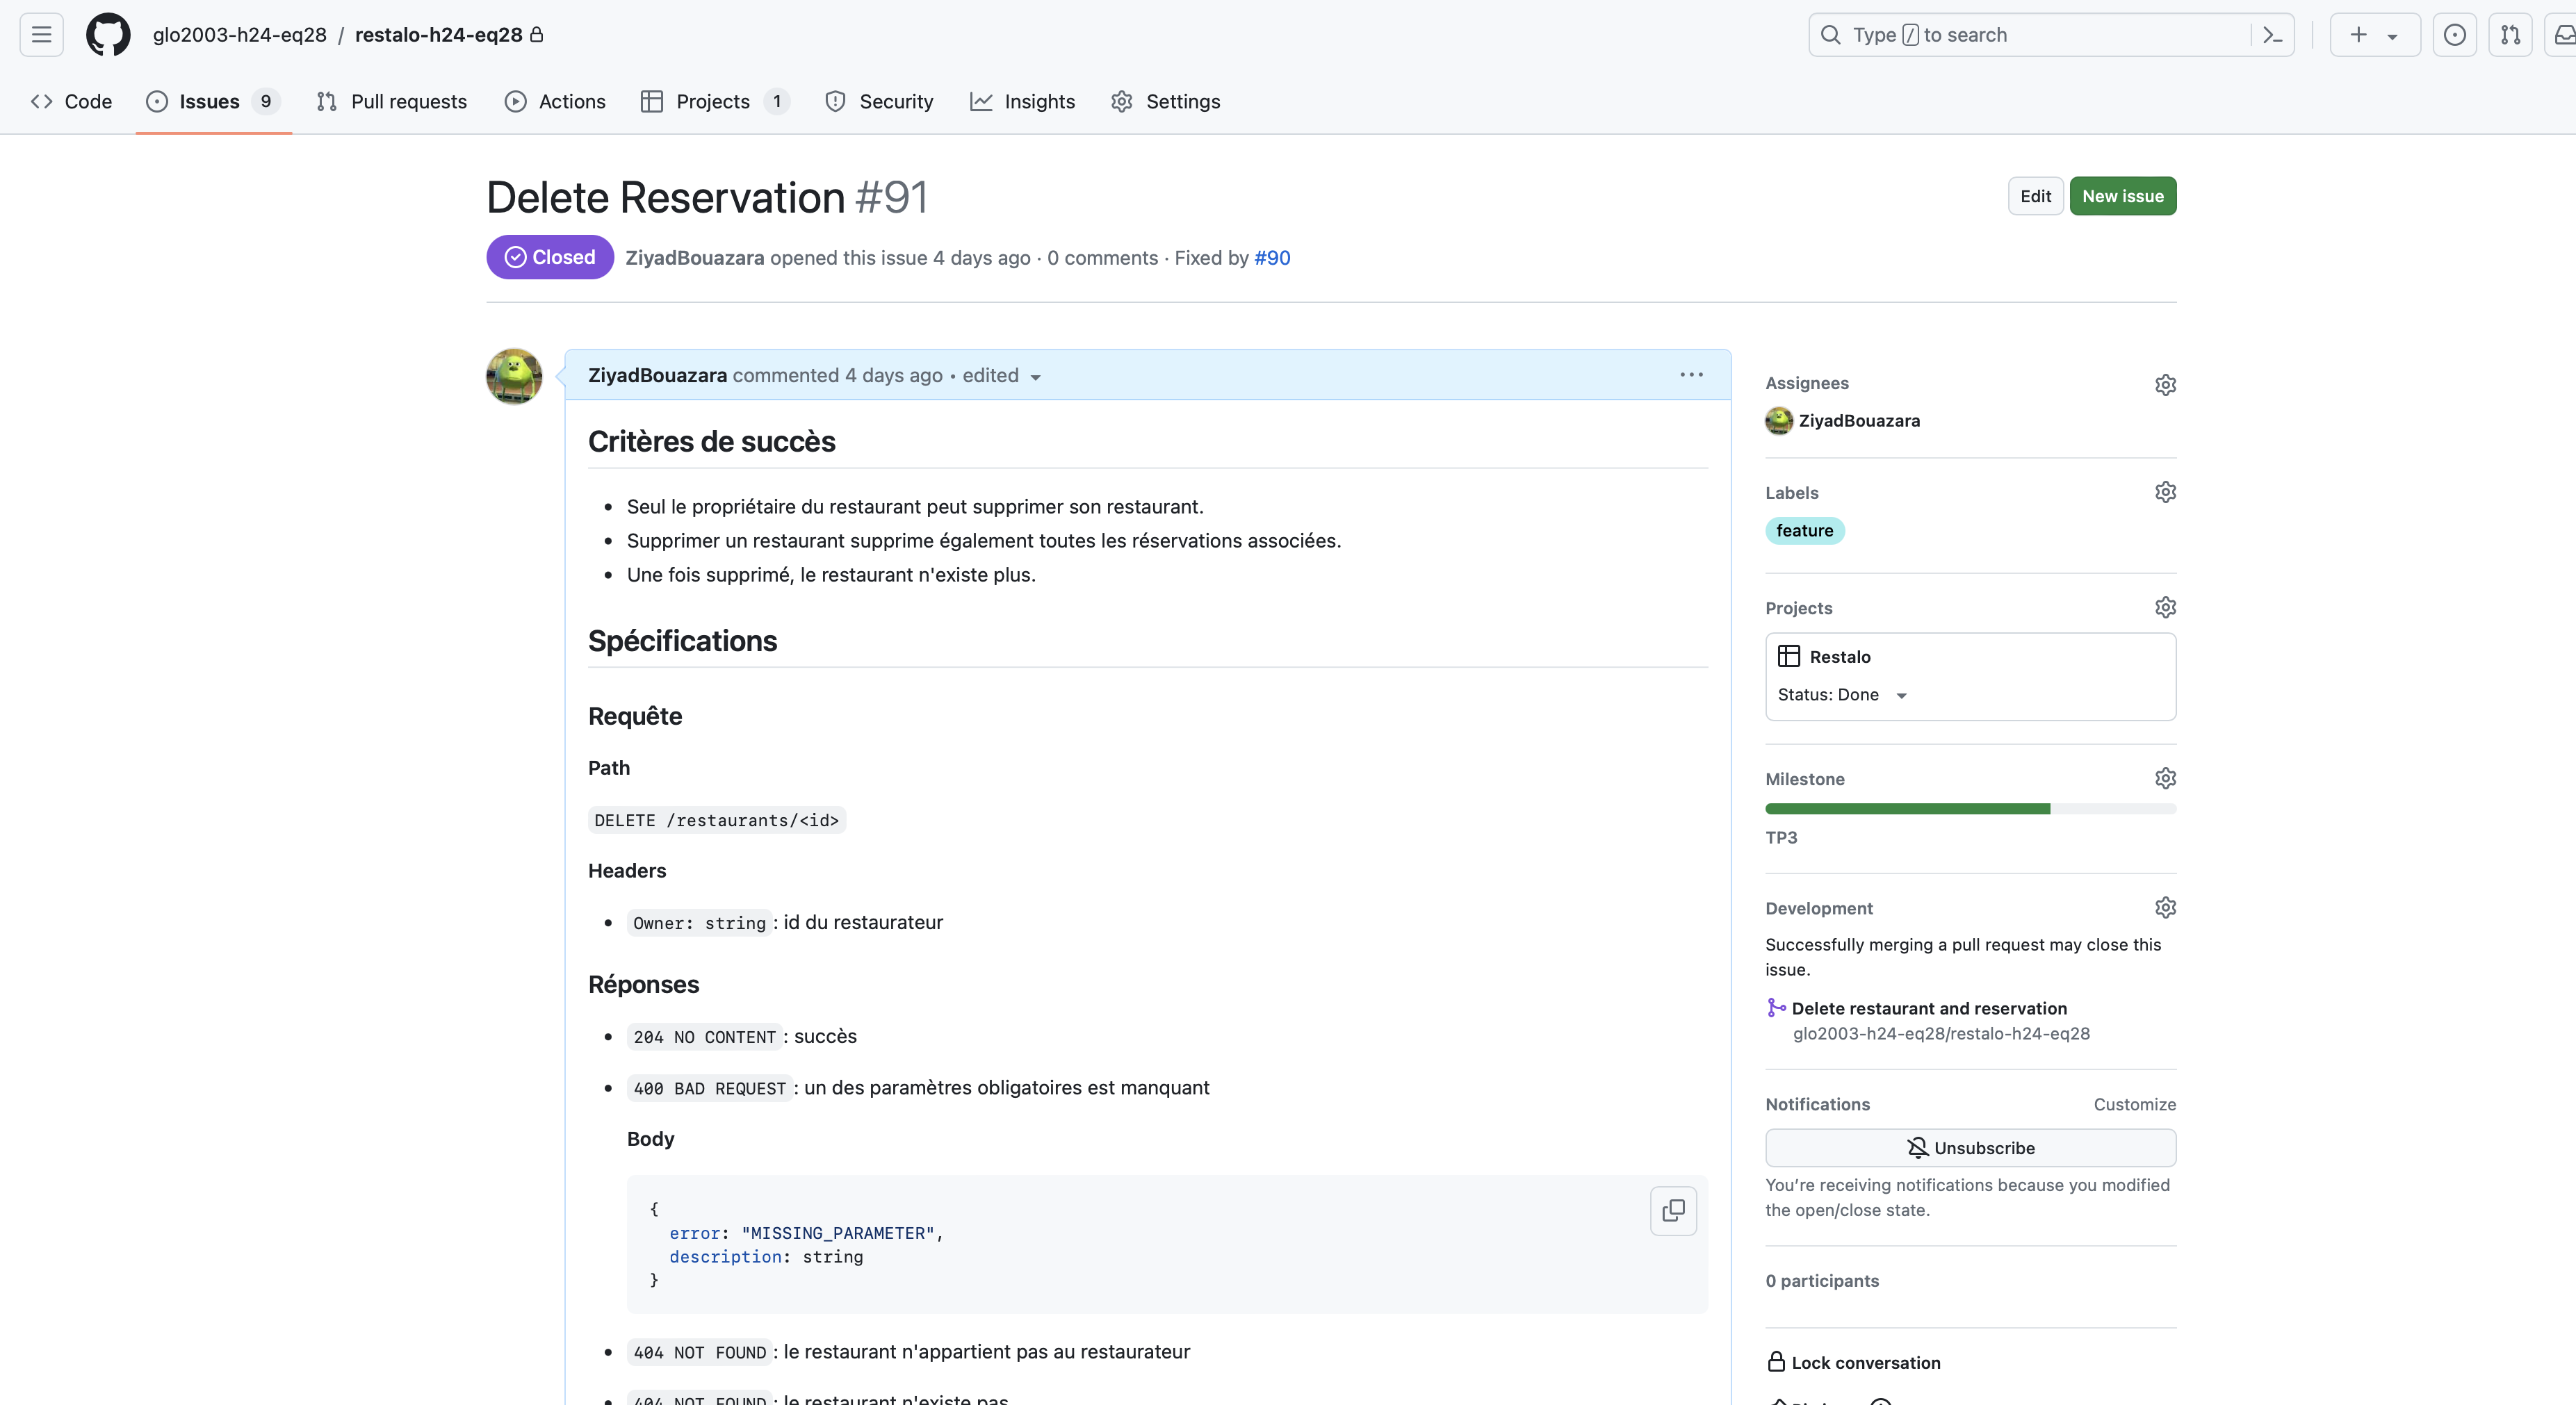 glo2003-h24-eq28 / restalo-h24-eq28
Type / to search
Code
Issues 9
Pull requests
Actions
Projects 1
Security
Insights
Settings
Delete Reservation #91
Edit
New issue
Closed
ZiyadBouazara opened this issue 4 days ago · 0 comments · Fixed by #90
ZiyadBouazara commented 4 days ago • edited
Critères de succès
• Seul le propriétaire du restaurant peut supprimer son restaurant.
• Supprimer un restaurant supprime également toutes les réservations associées.
• Une fois supprimé, le restaurant n'existe plus.
Spécifications
Requête
Path
DELETE /restaurants/<id>
Headers
• Owner: string : id du restaurateur
Réponses
• 204 NO CONTENT : succès
• 400 BAD REQUEST : un des paramètres obligatoires est manquant
Body
{
error: "MISSING_PARAMETER",
description: string
}
• 404 NOT FOUND : le restaurant n'appartient pas au restaurateur
• 404 NOT FOUND : le restaurant n'existe pas
Assignees
ZiyadBouazara
Labels
feature
Projects
Restalo
Status: Done
Milestone
TP3
Development
Successfully merging a pull request may close this
issue.
Delete restaurant and reservation
glo2003-h24-eq28/restalo-h24-eq28
Notifications
Customize
Unsubscribe
You're receiving notifications because you modified
the open/close state.
0 participants
Lock conversation